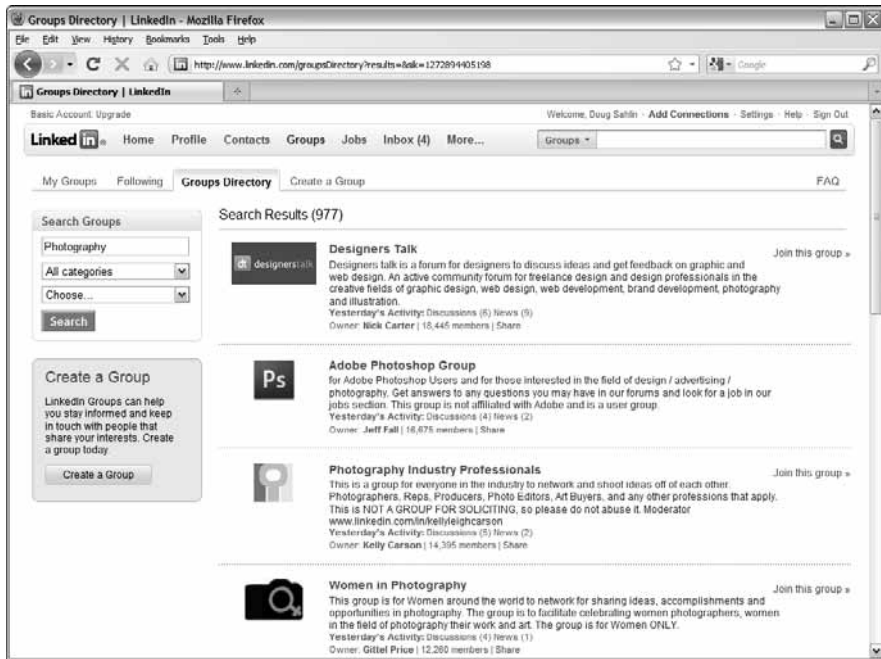 Groups Directory | LinkedIn - Mozilla Firefox
File Edit View History Bookmarks Tools Help
http://www.linkedin.com/groupsDirectory?results=&sik=1272894405198
Google
Groups Directory | LinkedIn
Basic Account: Upgrade
Welcome, Doug Sahlin · Add Connections · Settings · Help · Sign Out
Linked in Home Profile Contacts Groups Jobs Inbox (4) More... Groups
My Groups Following Groups Directory Create a Group FAQ
Search Groups
Photography
All categories
Choose...
Search
Create a Group
LinkedIn Groups can help
you stay informed and keep
in touch with people that
share your interests. Create
a group today.
Create a Group
Search Results (977)
dt designerstalk
Designers Talk
Join this group »
Designers talk is a forum for designers to discuss ideas and get feedback on graphic and
web design. An active community forum for freelance design and design professionals in the
creative fields of graphic design, web design, web development, brand development, photography
and illustration.
Yesterday's Activity: Discussions (6) News (9)
Owner: Nick Carter | 18,445 members | Share
Ps
Adobe Photoshop Group
for Adobe Photoshop Users and for those interested in the field of design / advertising /
photography. Get answers to any questions you may have in our forums and look for a job in our
jobs section. This group is not affiliated with Adobe and is a user group.
Yesterday's Activity: Discussions (4) News (2)
Owner: Jeff Fall | 16,675 members | Share
Photography Industry Professionals
Join this group »
This is a group for everyone in the industry to network and shoot ideas off of each other.
Photographers, Reps, Producers, Photo Editors, Art Buyers, and any other professions that apply.
This is NOT A GROUP FOR SOLICITING, so please do not abuse it. Moderator
www.linkedin.com/in/kellyleighcarson
Yesterday's Activity: Discussions (5) News (2)
Owner: Kelly Carson | 14,395 members | Share
Women in Photography
Join this group »
This group is for Women around the world to network for sharing ideas, accomplishments and
opportunities in photography. The group is to facilitate celebrating women photographers, women
in the field of photography their work and art. The group is for Women ONLY.
Yesterday's Activity: Discussions (4) News (1)
Owner: Gittel Price | 12,260 members | Share